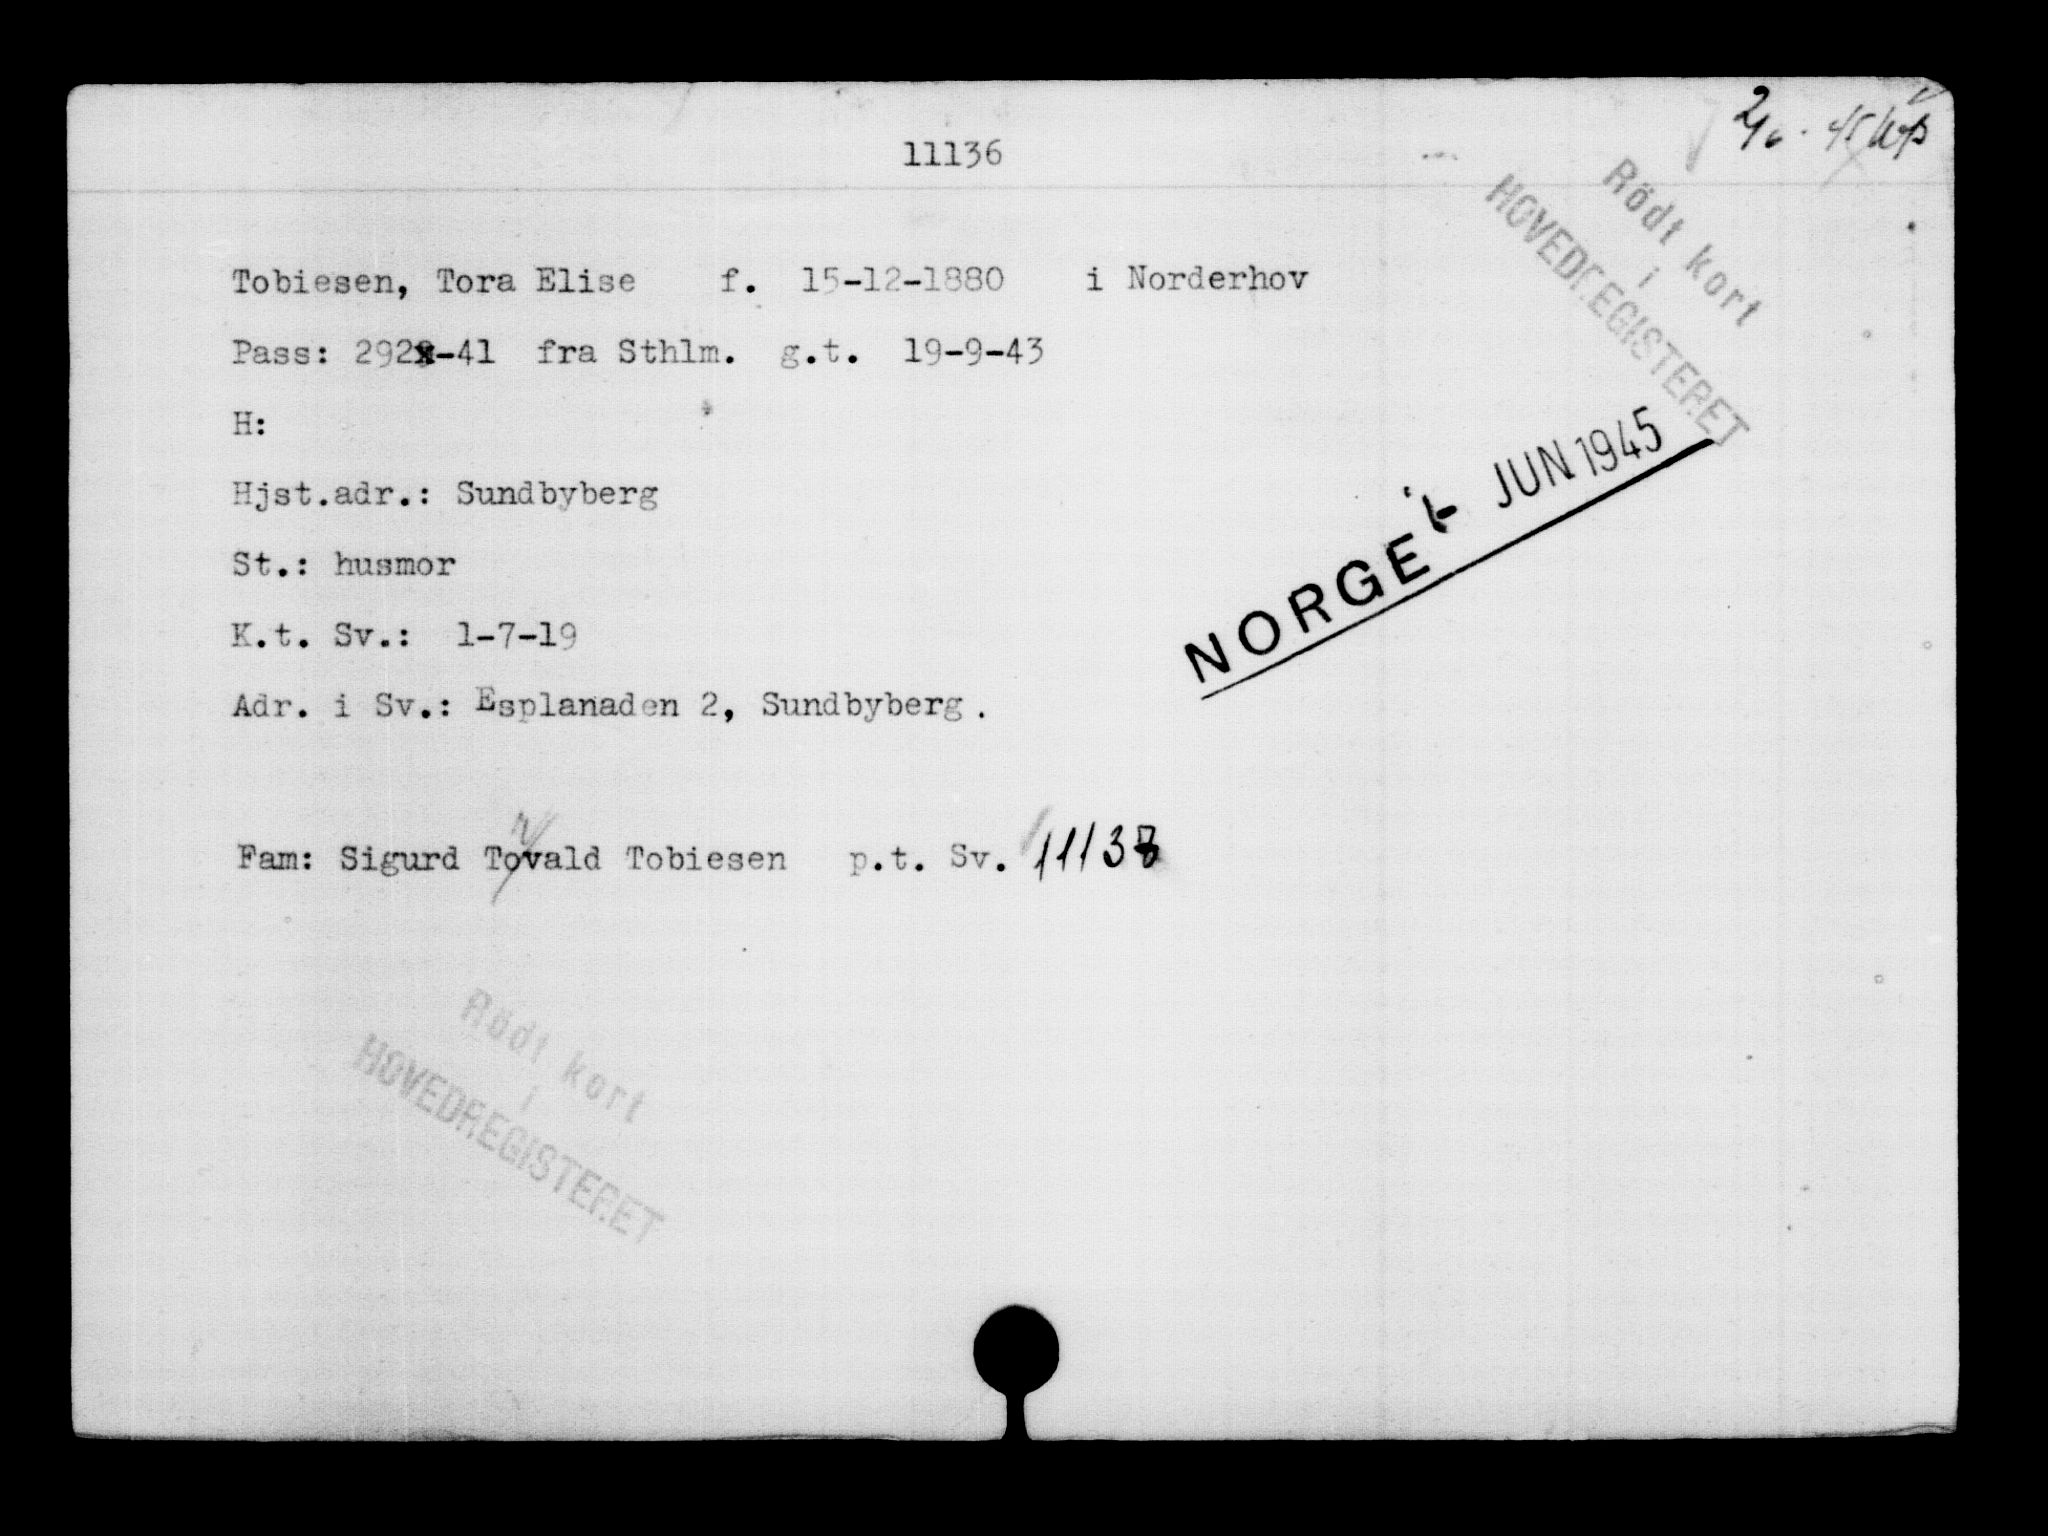 11136
Rödt kort
i
HOVEDREGISTERET
Tobiesen, Tora Elise f. 15-12-1880 i Norderhov
Pass: 2928-41 fra Sthlm. g.t. 19-9-43
H:
Hjst.adr.: Sundbyberg
NORGE JUN 1945
St.: husmor
K.t. Sv.: 1-7-19
Adr. i Sv.: Esplanaden 2, Sundbyberg.
Fam: Sigurd Tovald Tobiesen p.t. Sv. 11138
Rödt kort
i
HOVEDREGISTERET